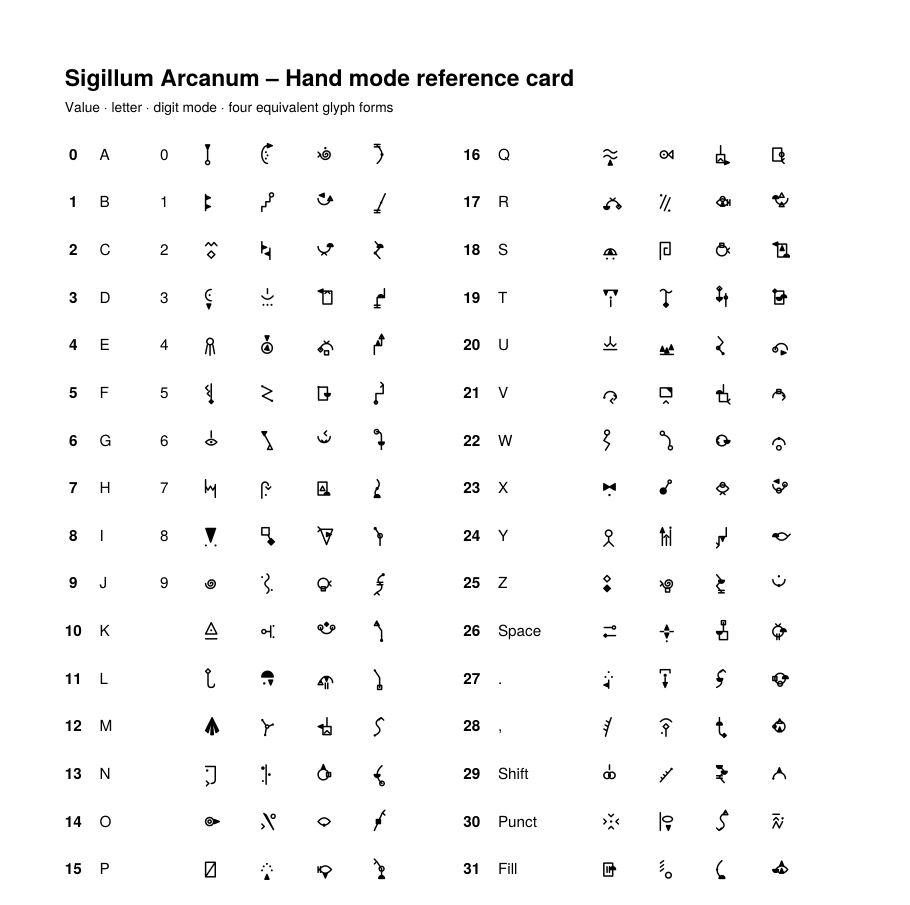 Sigillum Arcanum – Hand mode reference card
Value · letter · digit mode · four equivalent glyph forms
0 A 0
1 B 1
2 C 2
3 D 3
4 E 4
5 F 5
6 G 6
7 H 7
8 I 8
9 J 9
10 K
11 L
12 M
13 N
14 O
15 P
16 Q
17 R
18 S
19 T
20 U
21 V
22 W
23 X
24 Y
25 Z
26 Space
27 .
28 ,
29 Shift
30 Punct
31 Fill